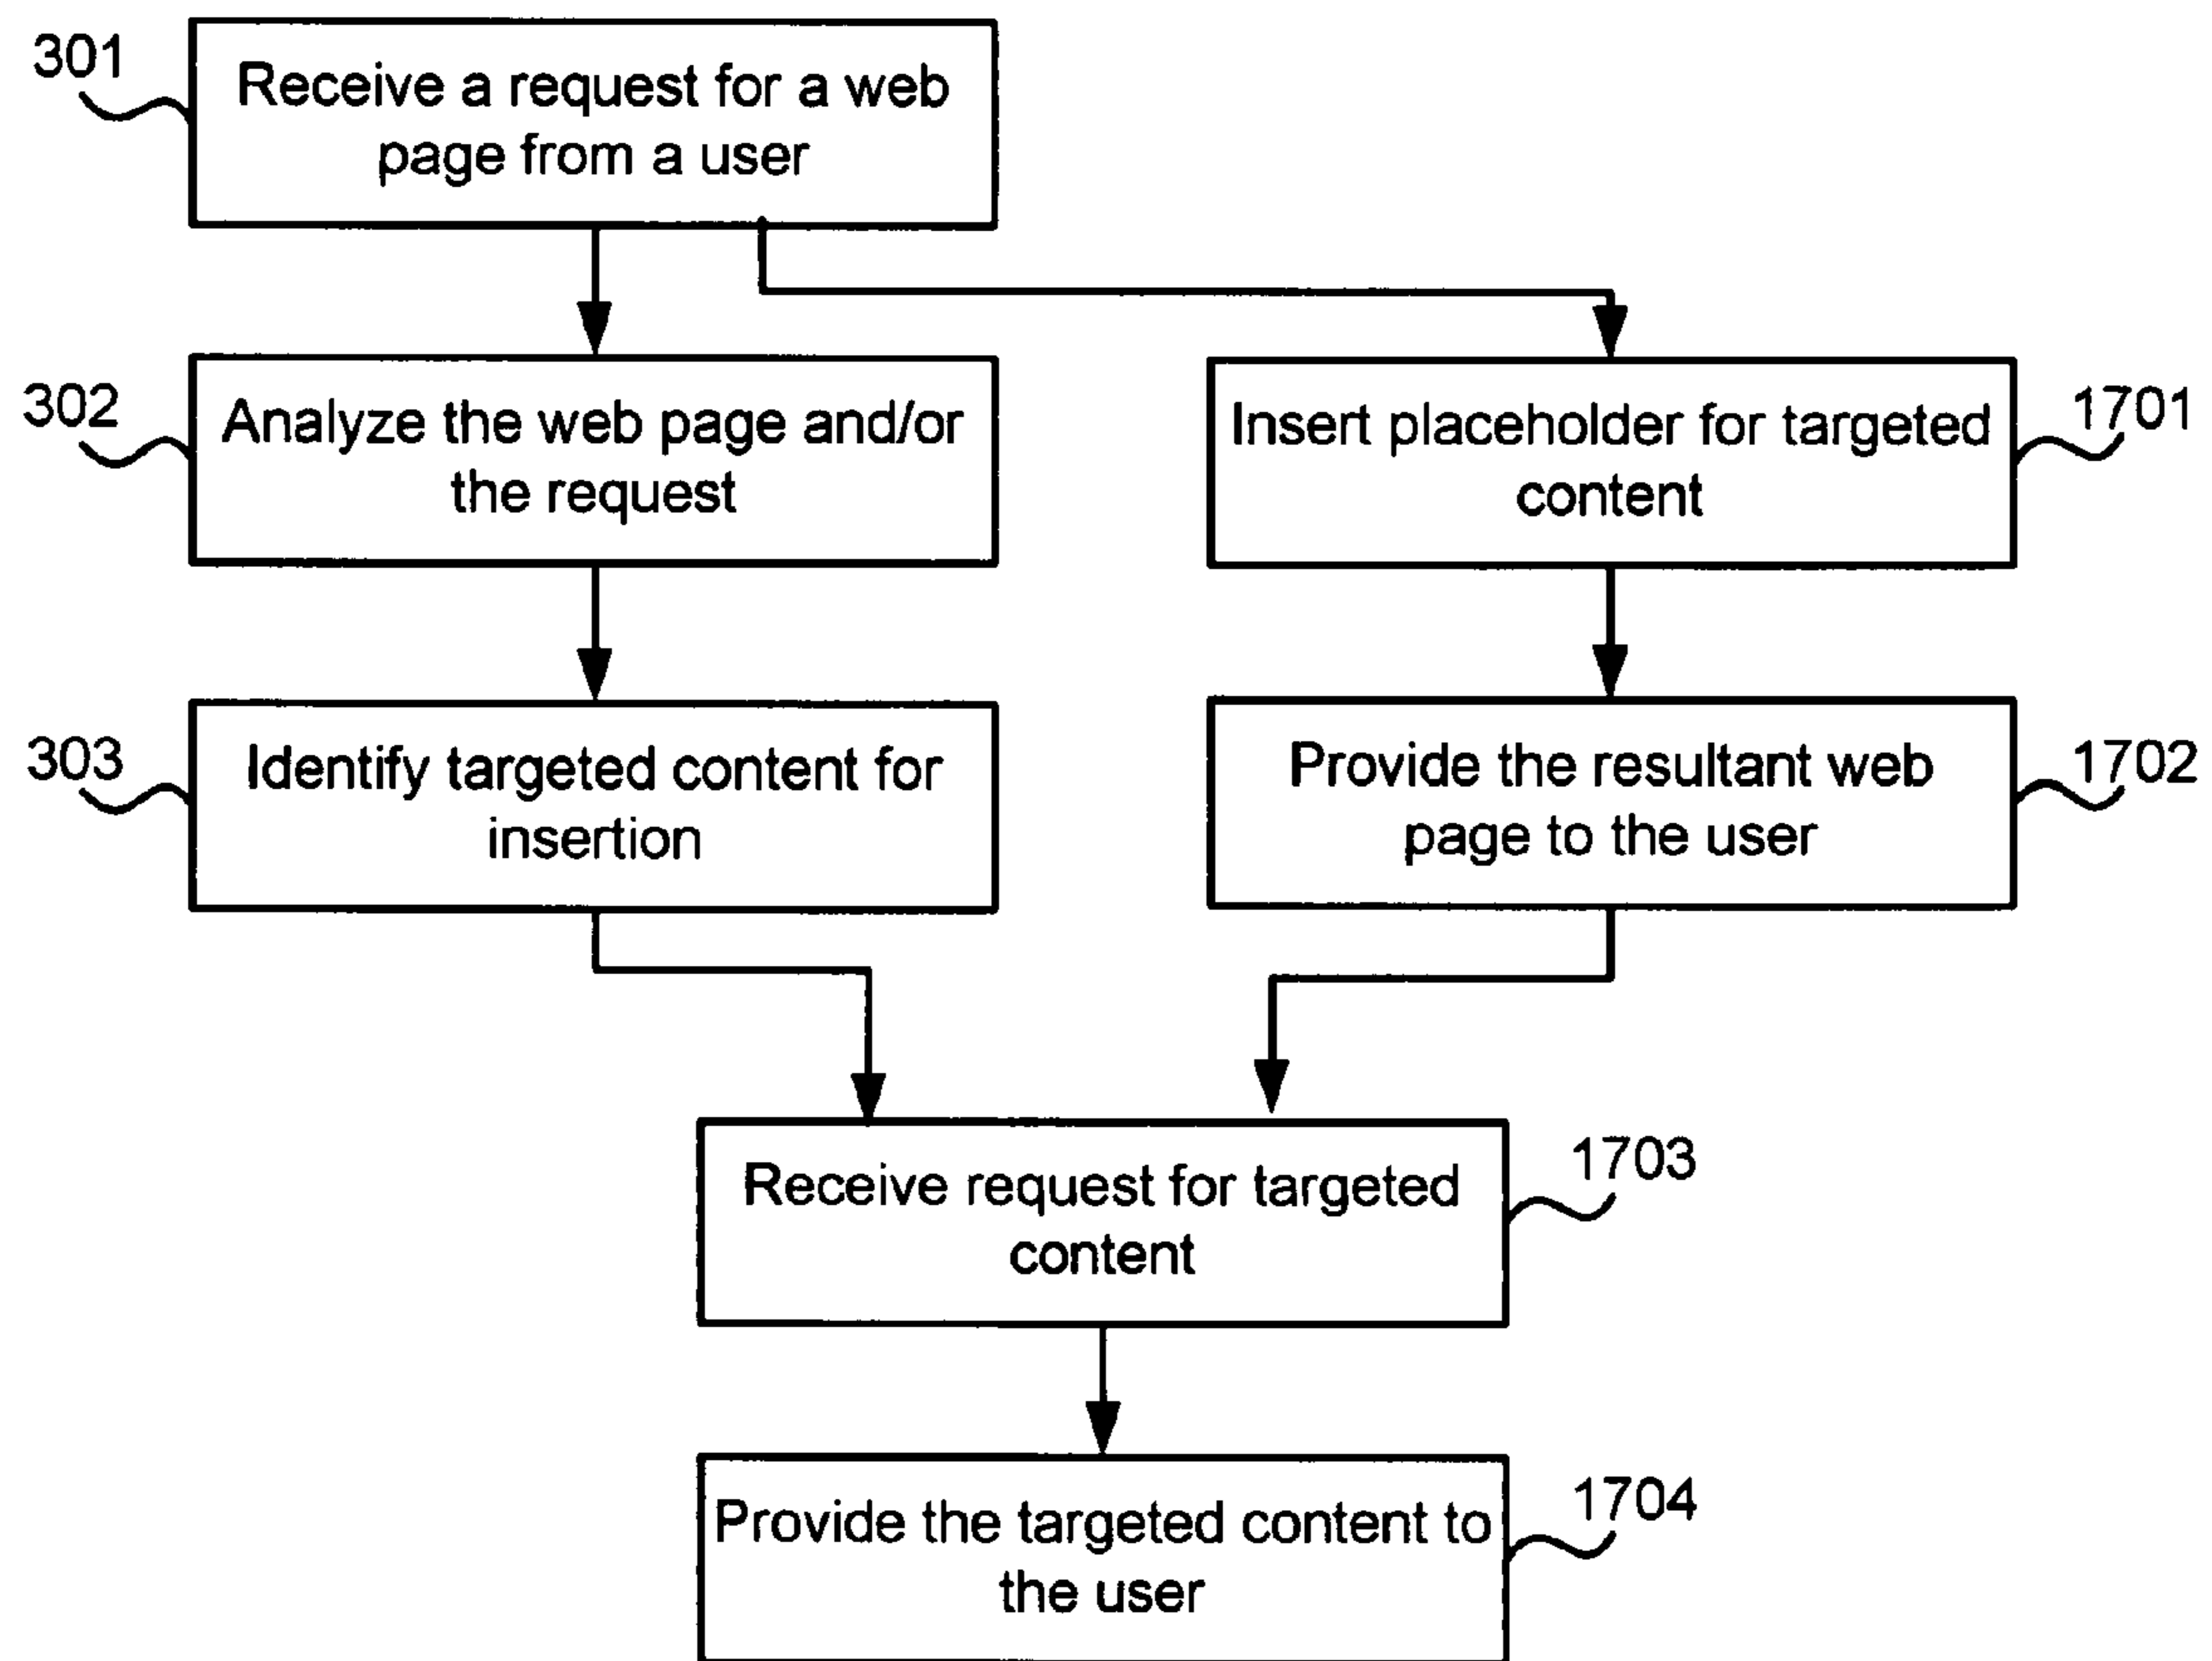 301
Receive a request for a web
page from a user
302
Analyze the web page and/or
the request
Insert placeholder for targeted
content
1701
303
Identify targeted content for
insertion
Provide the resultant web
page to the user
1702
Receive request for targeted
content
1703
Provide the targeted content to
the user
1704